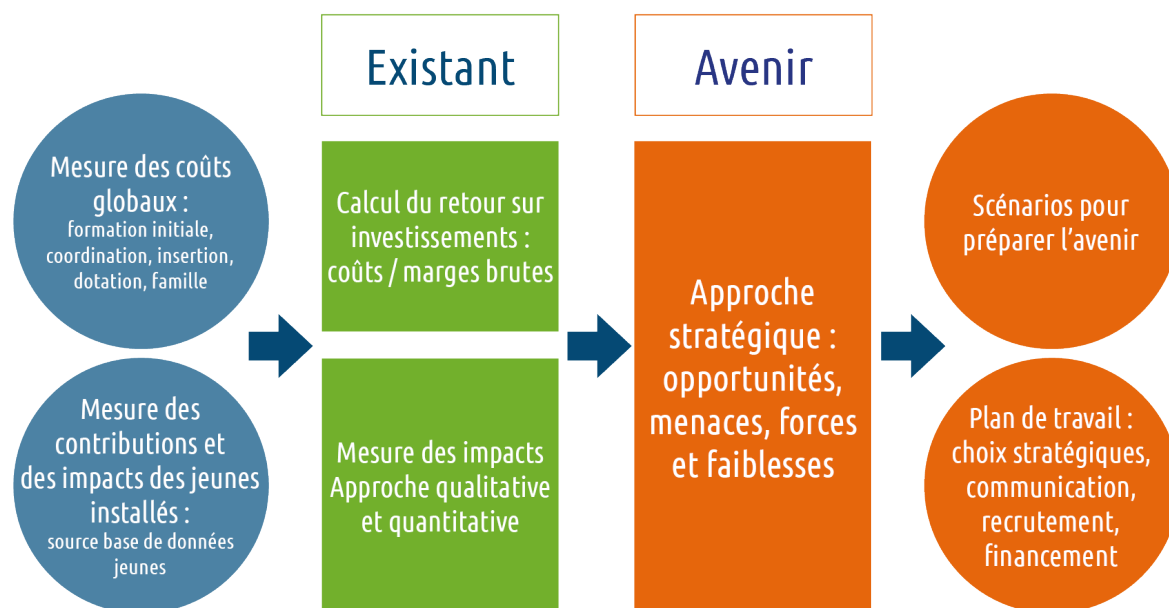 Existant
Avenir
Mesure des coûts
globaux :
formation initiale,
coordination, insertion,
dotation, famille
Mesure des
contributions et
des impacts des jeunes
installés :
source base de données
jeunes
Calcul du retour sur
investissements :
coûts / marges brutes
Mesure des impacts
Approche qualitative
et quantitative
Approche
stratégique :
opportunités,
menaces, forces
et faiblesses
Scénarios pour
préparer l’avenir
Plan de travail :
choix stratégiques,
communication,
recrutement,
financement